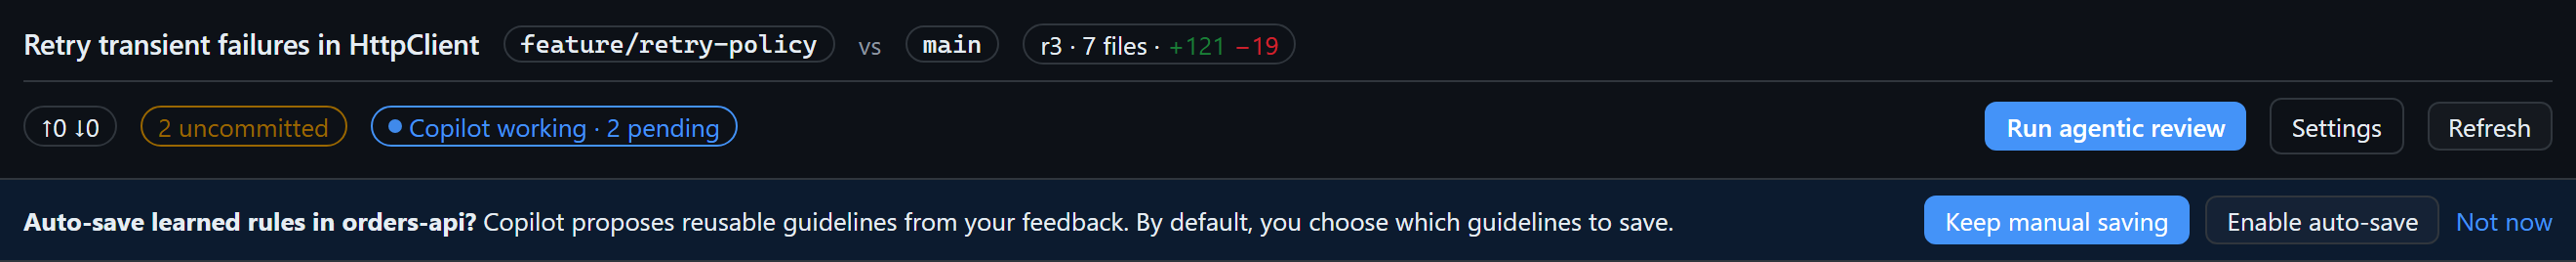 Retry transient failures in HttpClient feature/retry-policy vs main r3 · 7 files · +121 −19
↑0 ↓0 2 uncommitted Copilot working · 2 pending Run agentic review Settings Refresh
Auto-save learned rules in orders-api? Copilot proposes reusable guidelines from your feedback. By default, you choose which guidelines to save. Keep manual saving Enable auto-save Not now